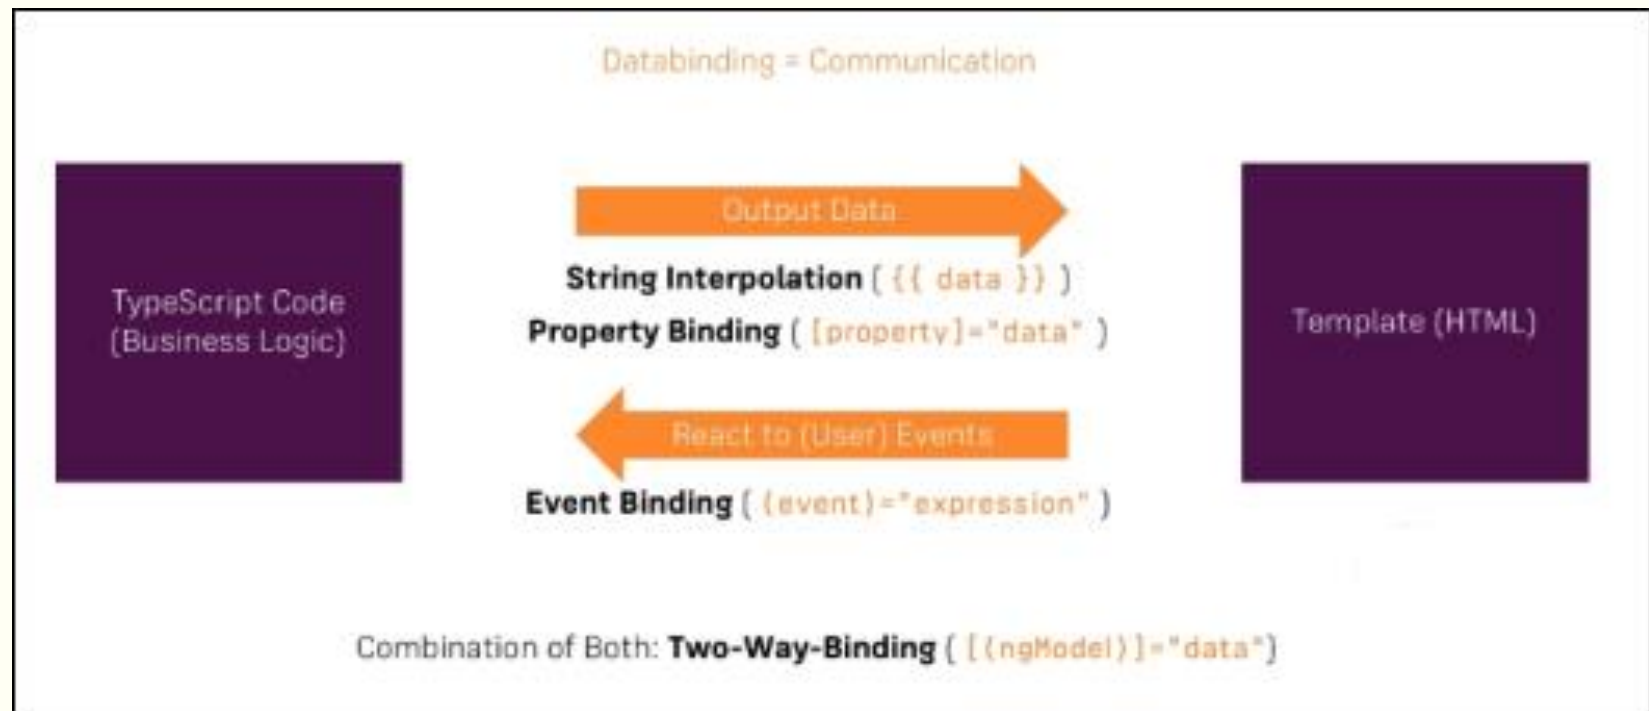 Databinding = Communication
TypeScript Code
(Business Logic)
Output Data
String Interpolation ( {{ data }} )
Property Binding ( [property]="data" )
React to (User) Events
Event Binding ( (event)="expression" )
Template (HTML)
Combination of Both: Two-Way-Binding ( [(ngModel)]="data")